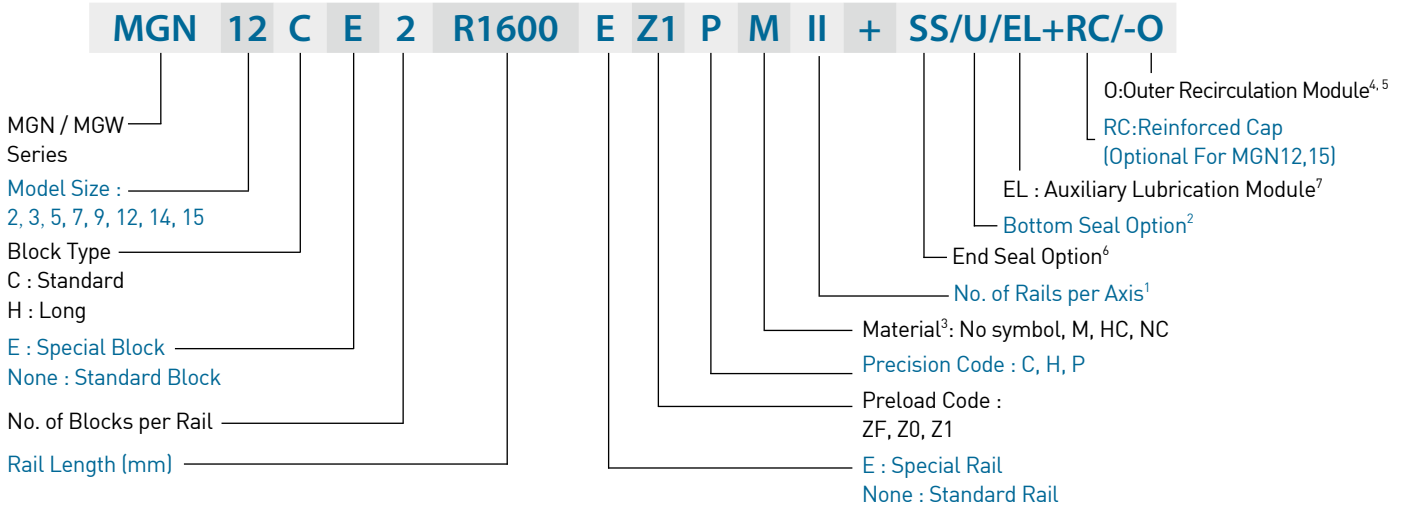 MGN 12 C E 2 R1600 E Z1 P M II + SS/U/EL+RC/-O
MGN / MGW
Series
Model Size :
2, 3, 5, 7, 9, 12, 14, 15
Block Type
C : Standard
H : Long
E : Special Block
None : Standard Block
No. of Blocks per Rail
Rail Length (mm)
O:Outer Recirculation Module4, 5
RC:Reinforced Cap
(Optional For MGN12,15)
EL : Auxiliary Lubrication Module7
Bottom Seal Option2
End Seal Option6
No. of Rails per Axis1
Material3: No symbol, M, HC, NC
Precision Code : C, H, P
Preload Code :
ZF, Z0, Z1
E : Special Rail
None : Standard Rail